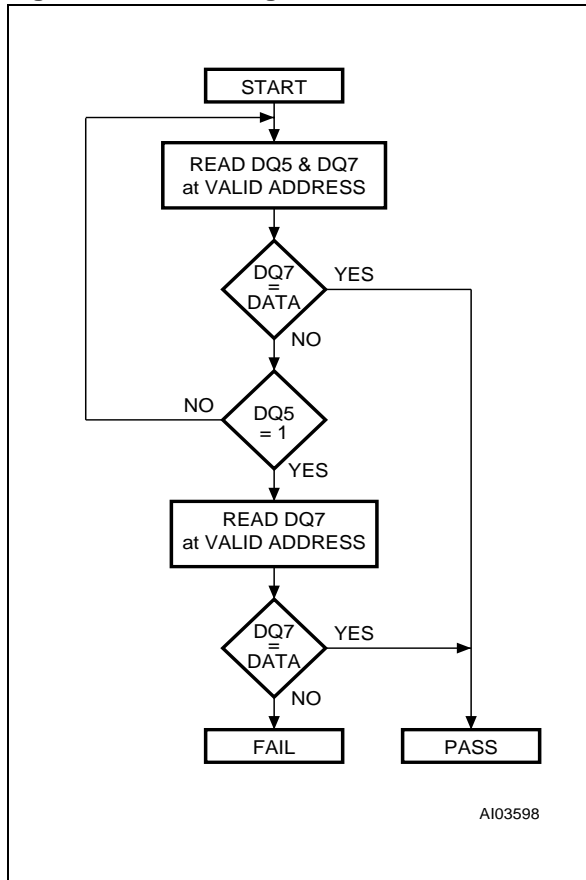 START
READ DQ5 & DQ7
at VALID ADDRESS
DQ7
=
DATA
YES
NO
DQ5
= 1
NO
YES
READ DQ7
at VALID ADDRESS
DQ7
=
DATA
YES
NO
FAIL
PASS
AI03598